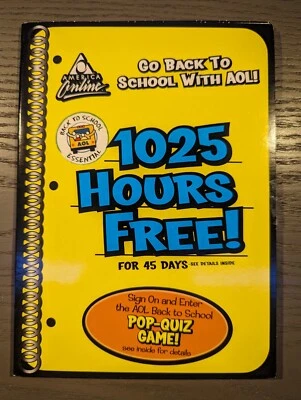 AMERICA
Online
GO BACK TO
SCHOOL WITH AOL!
BACK TO SCHOOL
AOL
ESSENTIAL
1025
HOURS
FREE!
FOR 45 DAYS-SEE DETAILS INSIDE
Sign On and Enter
the AOL Back to School
POP-QUIZ
GAME!
see inside for details